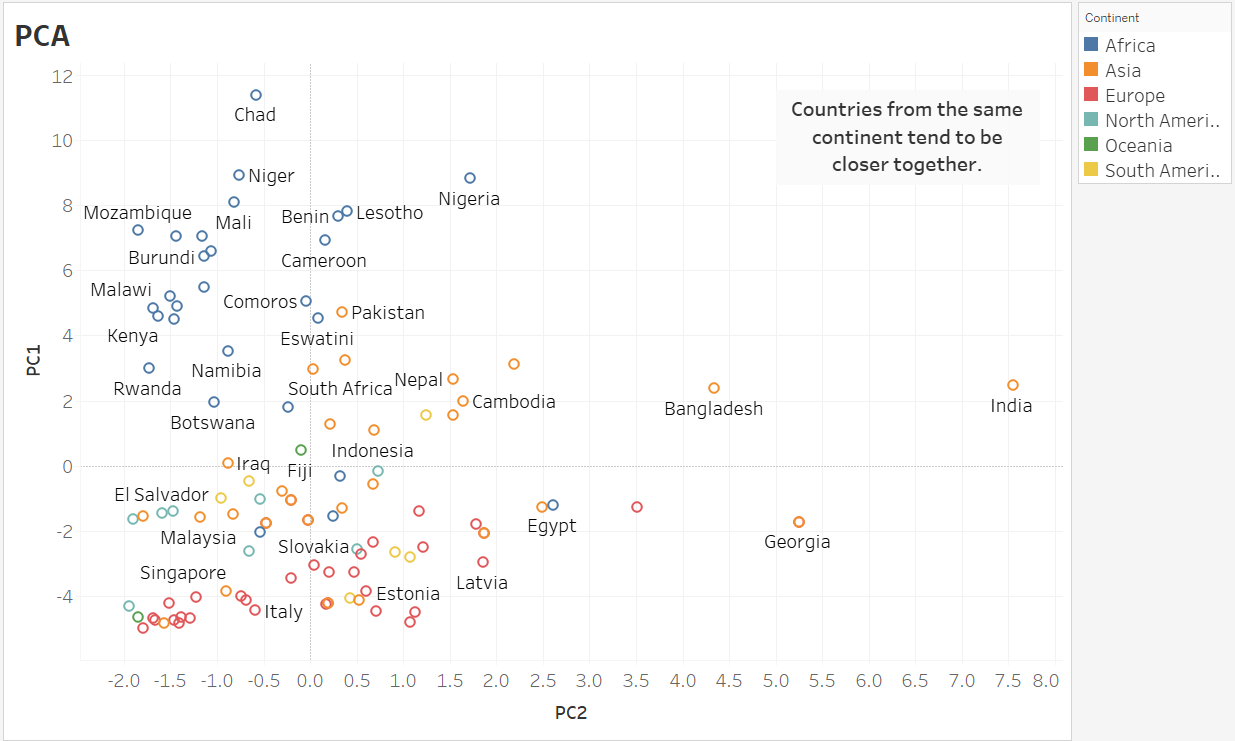 PCA
Continent
Africa
Asia
Europe
North Ameri..
Oceania
South Ameri..
Countries from the same
continent tend to be
closer together.
12
10
8
6
4
2
0
-2
-4
PC1
Chad
Niger
Nigeria
Mozambique
Mali
Benin
Lesotho
Burundi
Cameroon
Malawi
Comoros
Pakistan
Kenya
Eswatini
Namibia
Rwanda
South Africa
Nepal
Cambodia
Bangladesh
India
Botswana
Indonesia
Iraq
Fiji
El Salvador
Egypt
Malaysia
Slovakia
Georgia
Singapore
Latvia
Estonia
Italy
-2.0 -1.5 -1.0 -0.5 0.0 0.5 1.0 1.5 2.0 2.5 3.0 3.5 4.0 4.5 5.0 5.5 6.0 6.5 7.0 7.5 8.0
PC2